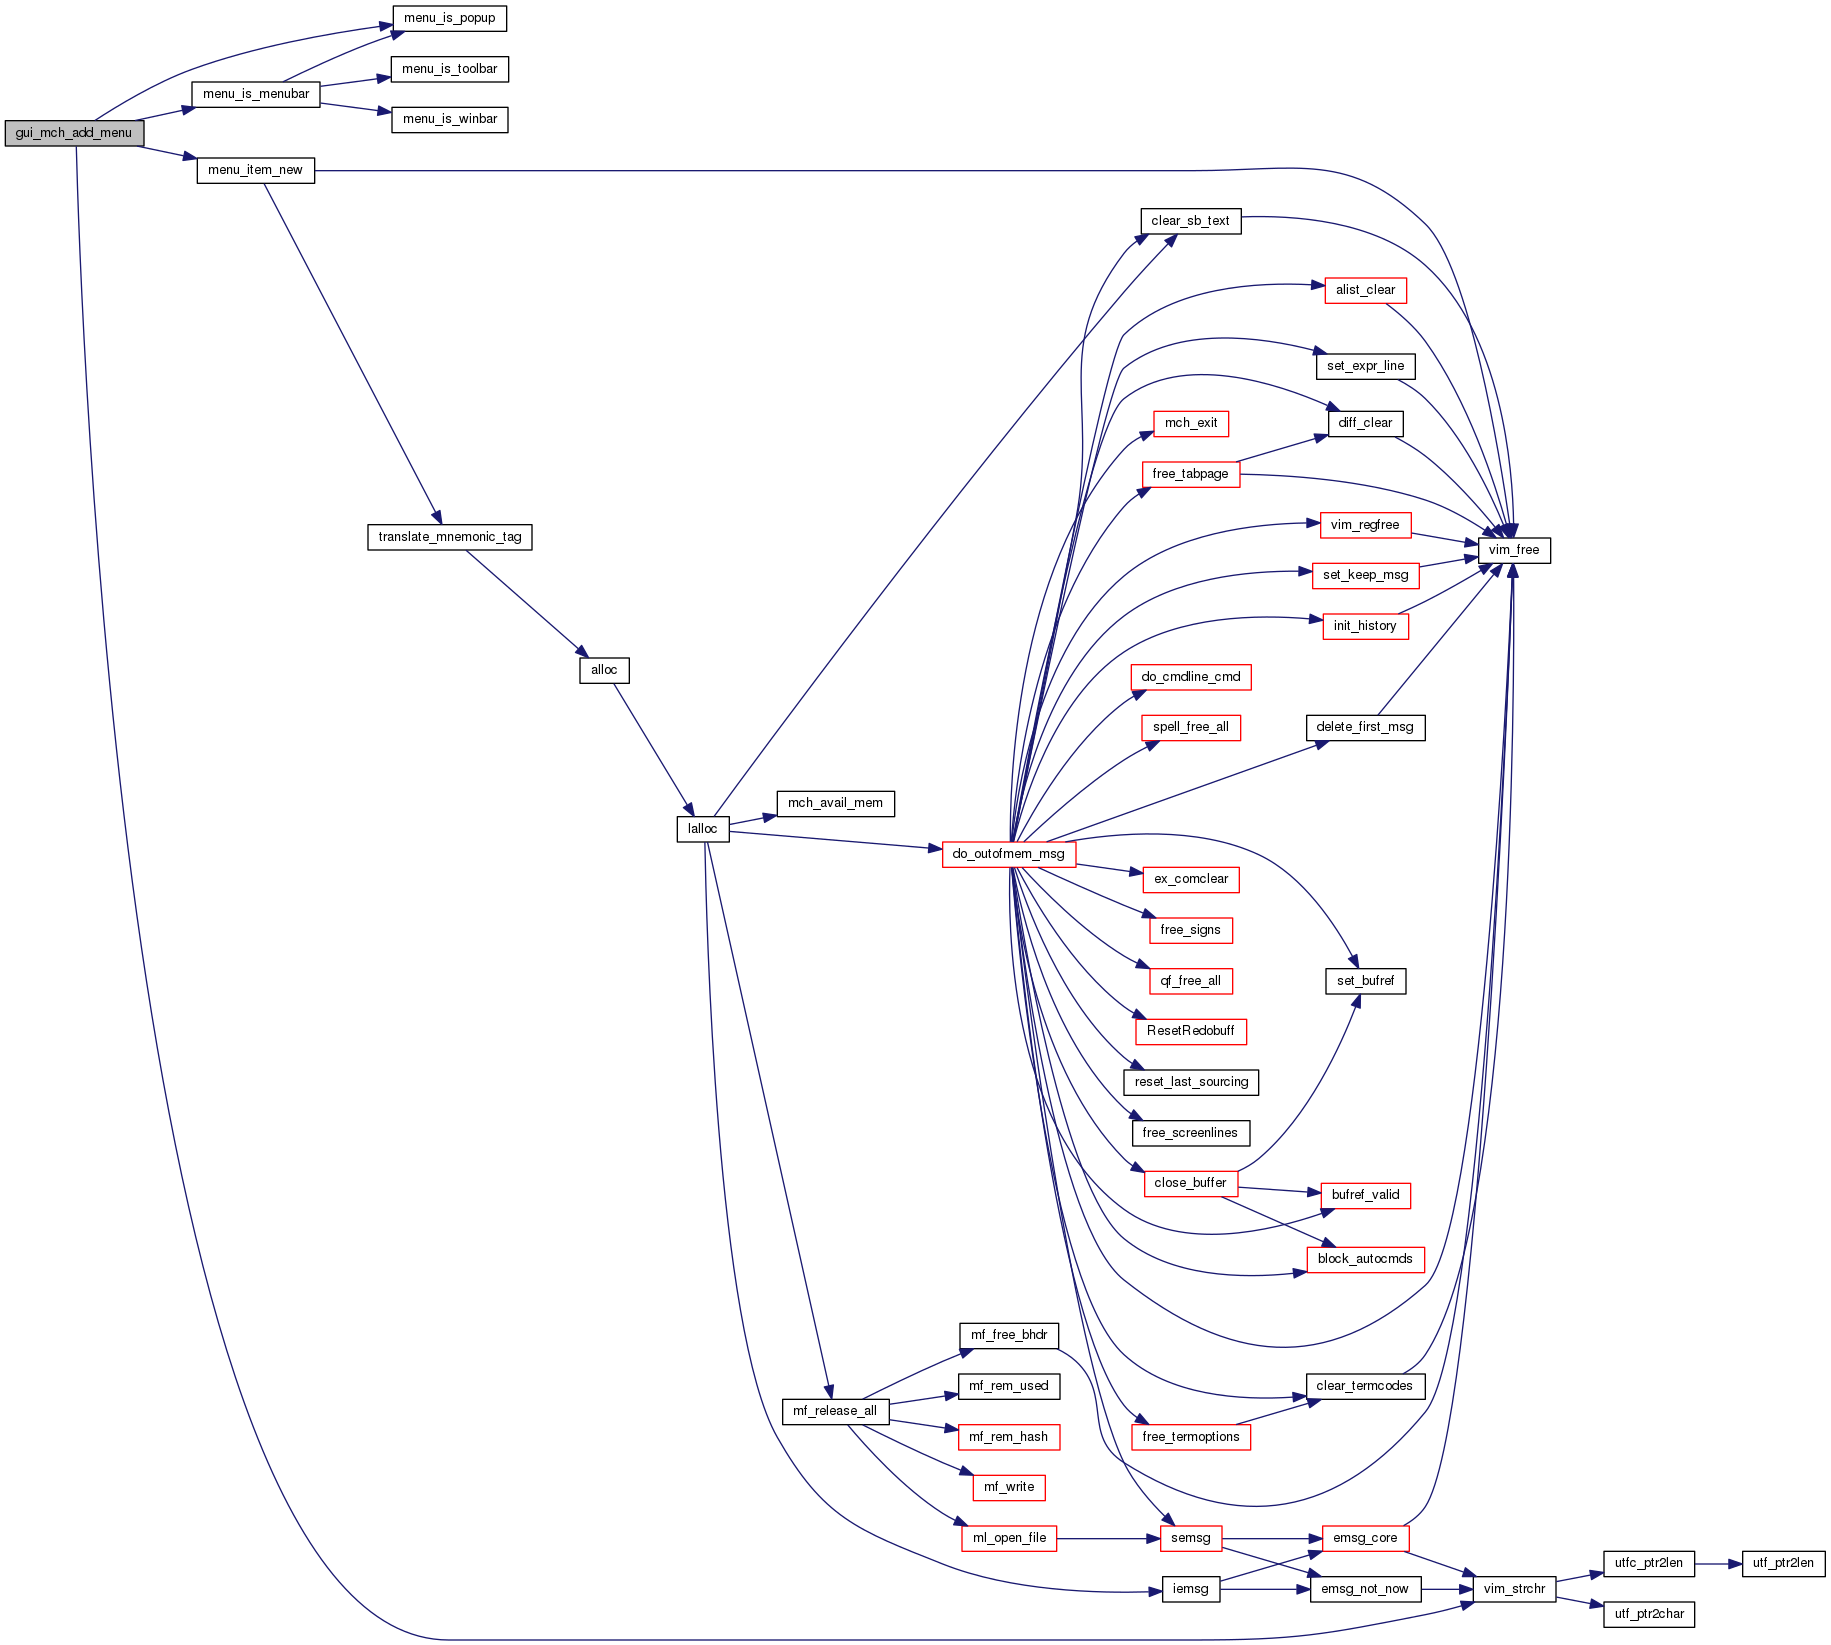 menu_is_popup
menu_is_toolbar
menu_is_menubar
menu_is_winbar
gui_mch_add_menu
menu_item_new
clear_sb_text
alist_clear
set_expr_line
mch_exit
diff_clear
free_tabpage
vim_regfree
translate_mnemonic_tag
vim_free
set_keep_msg
init_history
alloc
do_cmdline_cmd
spell_free_all
delete_first_msg
mch_avail_mem
lalloc
do_outofmem_msg
ex_comclear
free_signs
qf_free_all
set_bufref
ResetRedobuff
reset_last_sourcing
free_screenlines
close_buffer
bufref_valid
block_autocmds
mf_free_bhdr
mf_rem_used
clear_termcodes
mf_release_all
mf_rem_hash
free_termoptions
mf_write
ml_open_file
semsg
emsg_core
utfc_ptr2len
utf_ptr2len
iemsg
emsg_not_now
vim_strchr
utf_ptr2char